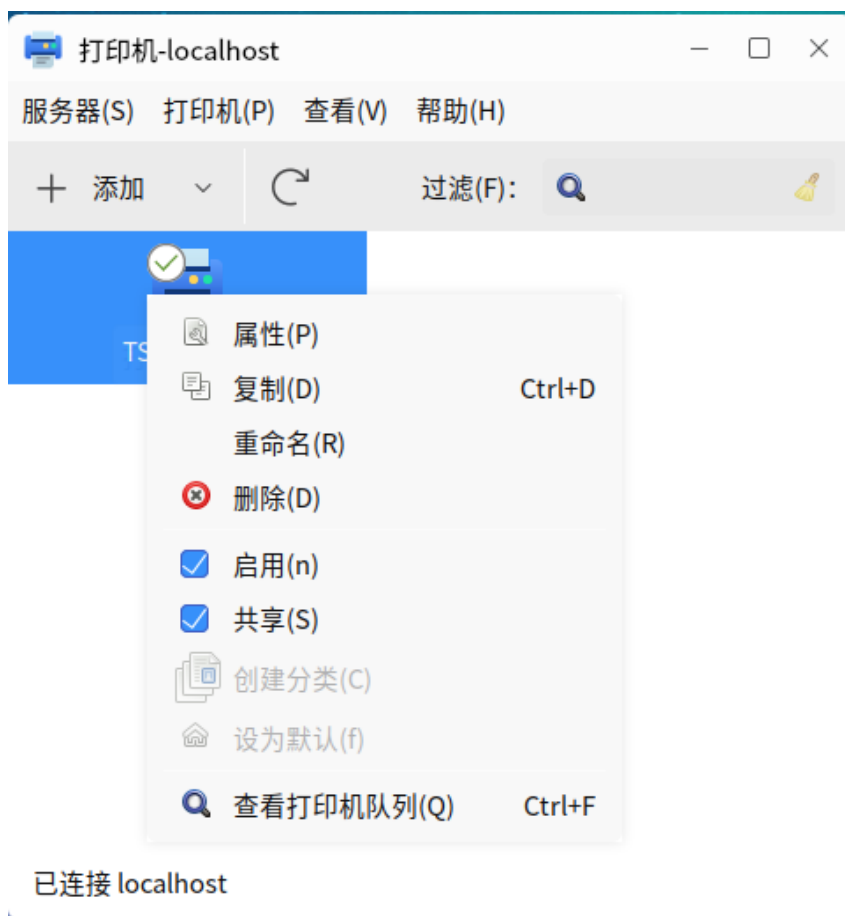 打印机-localhost
服务器(S) 打印机(P) 查看(V) 帮助(H)
添加 过滤(F):
TS
属性(P)
复制(D) Ctrl+D
重命名(R)
删除(D)
启用(n)
共享(S)
创建分类(C)
设为默认(f)
查看打印机队列(Q) Ctrl+F
已连接 localhost